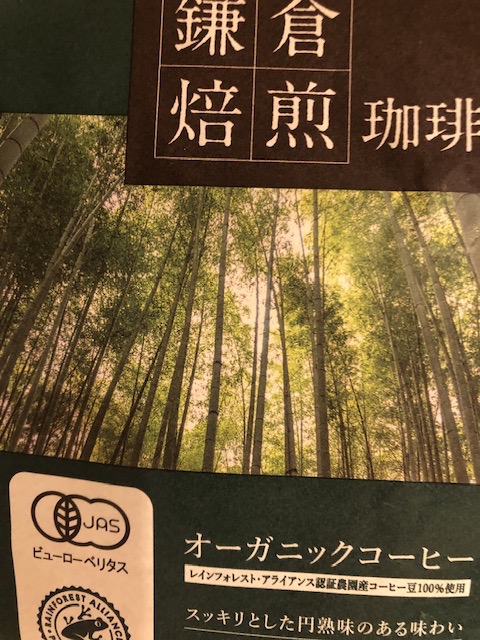 鎌倉
焙煎 珈琲
JAS
ビューローベリタス
RAINFOREST ALLIANCE
オーガニックコーヒー
レインフォレスト・アライアンス認証農園産コーヒー豆100%使用
スッキリとした円熟味のある味わい